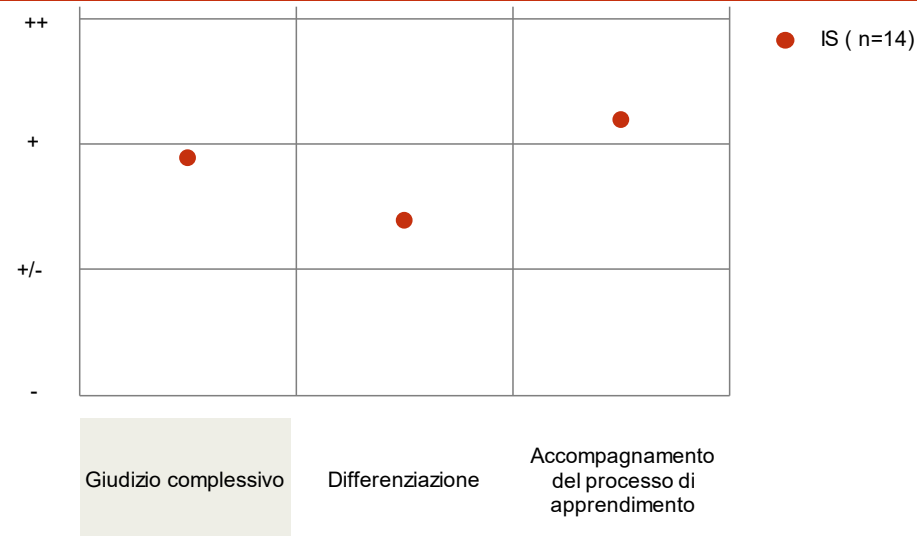 ++
IS ( n=14)
+
+/-
-
Giudizio complessivo
Differenziazione
Accompagnamento
del processo di
apprendimento